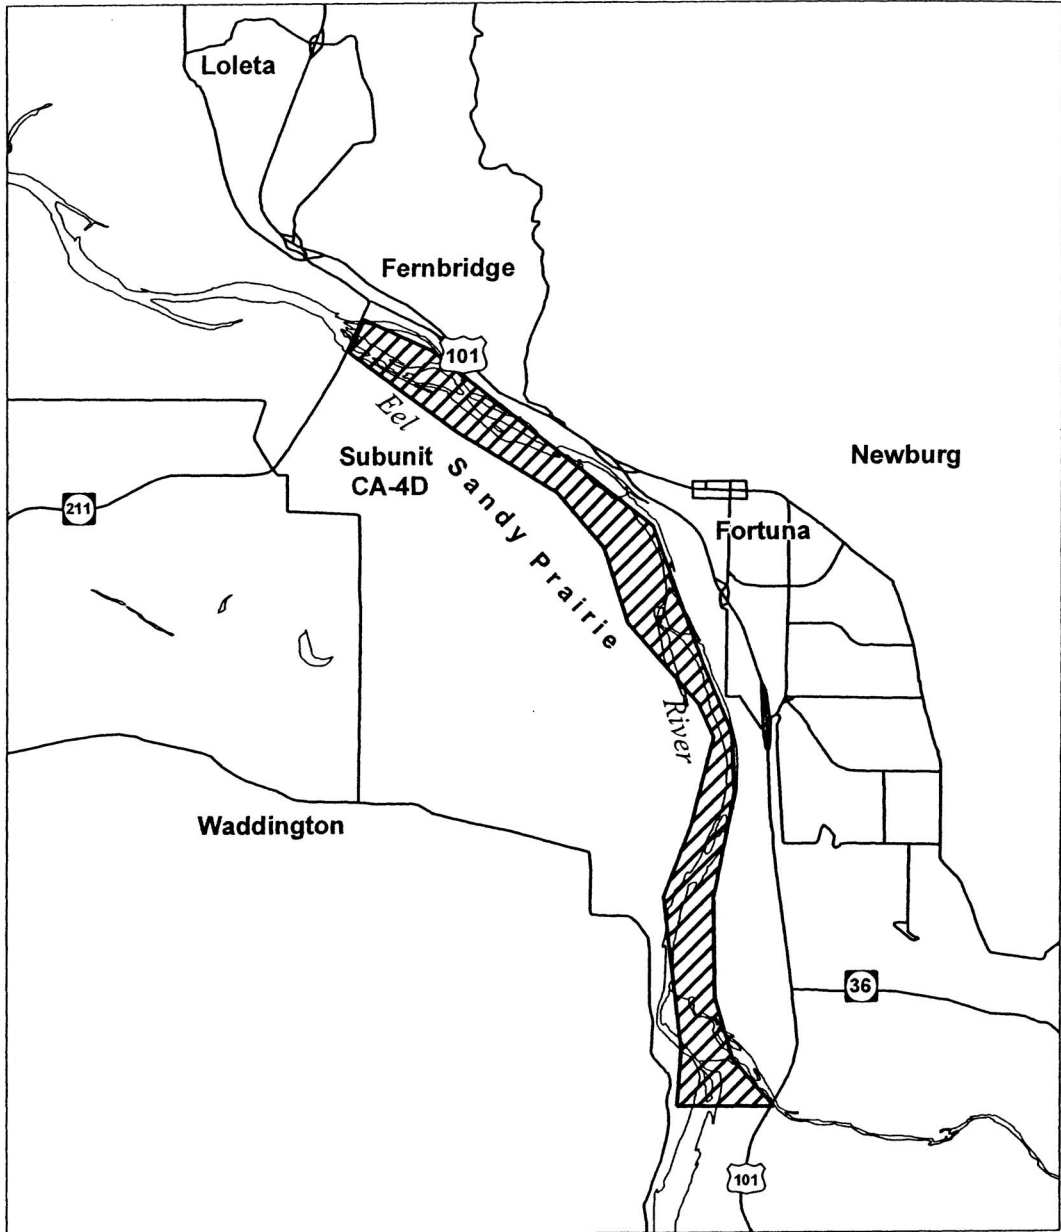 Loleta
Fernbridge
101
Eel
Subunit
CA-4D
Sandy Prairie
Newburg
211
Fortuna
River
Waddington
36
101